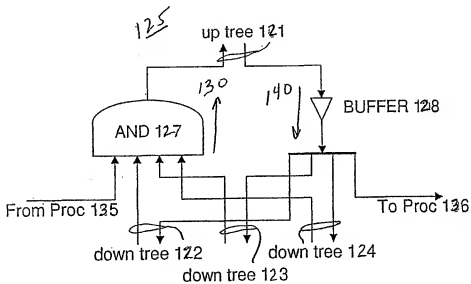 125
up tree 121
130
140
BUFFER 128
AND 127
From Proc 135
To Proc 136
down tree 122
down tree 124
down tree 123